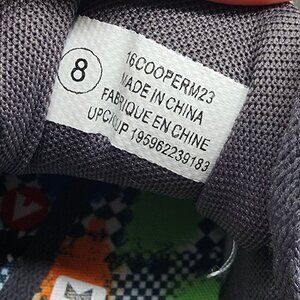 8
16COOPERM23
MADE IN CHINA
FABRIQUE EN CHINE
UPC/CUP 195962239183